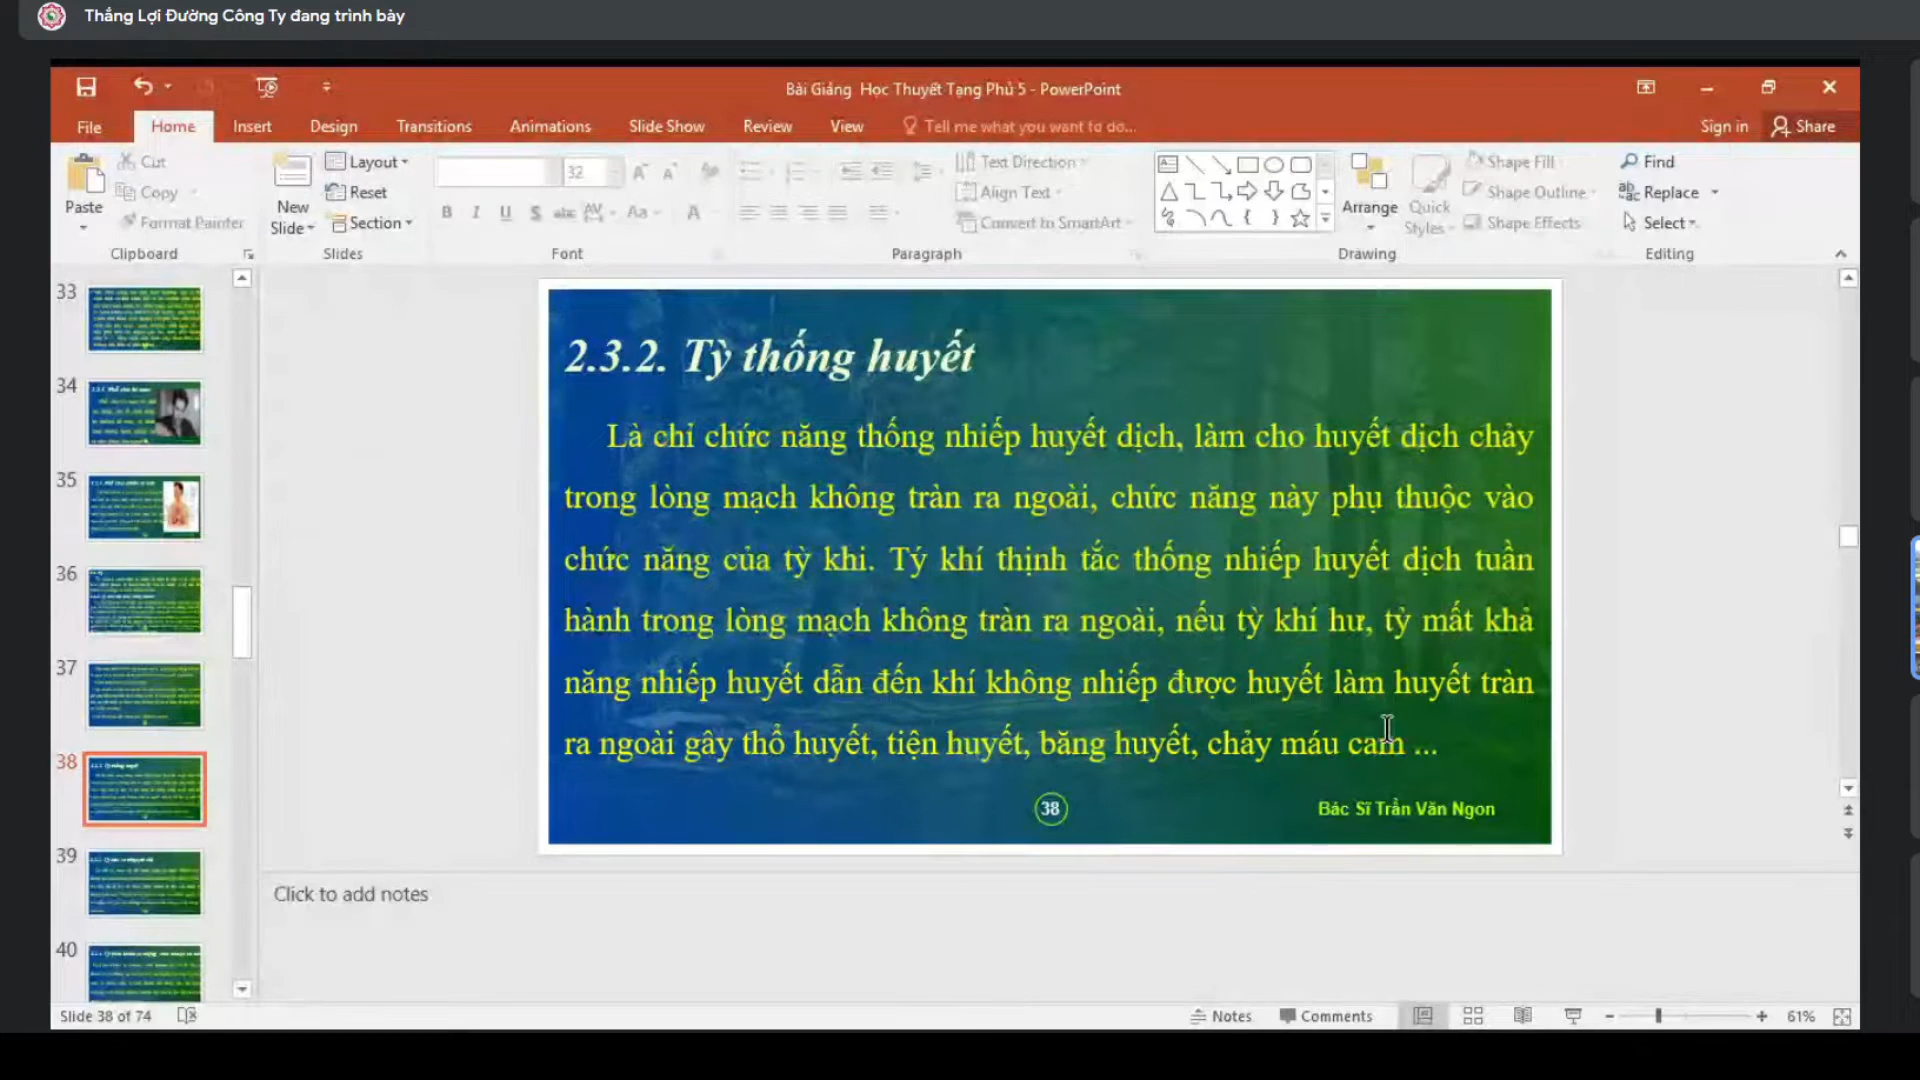 Thắng Lợi Đường Công Ty đang trình bày
Bài Giảng Học Thuyết Tạng Phủ 5 - PowerPoint
File Home Insert Design Transitions Animations Slide Show Review View Tell me what you want to do... Sign in Share
Cut
Copy
Format Painter
Paste
Clipboard
New Slide
Layout
Reset
Section
Slides
32
Font
Text Direction
Align Text
Convert to SmartArt
Paragraph
Arrange
Quick Styles
Shape Fill
Shape Outline
Shape Effects
Drawing
Find
Replace
Select
Editing
33
34
35
36
37
38
39
40
2.3.2. Tỳ thống huyết
Là chỉ chức năng thống nhiếp huyết dịch, làm cho huyết dịch chảy
trong lòng mạch không tràn ra ngoài, chức năng này phụ thuộc vào
chức năng của tỳ khi. Tý khí thịnh tắc thống nhiếp huyết dịch tuần
hành trong lòng mạch không tràn ra ngoài, nếu tỳ khí hư, tỳ mất khả
năng nhiếp huyết dẫn đến khí không nhiếp được huyết làm huyết tràn
ra ngoài gây thổ huyết, tiện huyết, băng huyết, chảy máu cam ...
38
Bác Sĩ Trần Văn Ngon
Click to add notes
Slide 38 of 74
Notes
Comments
61%